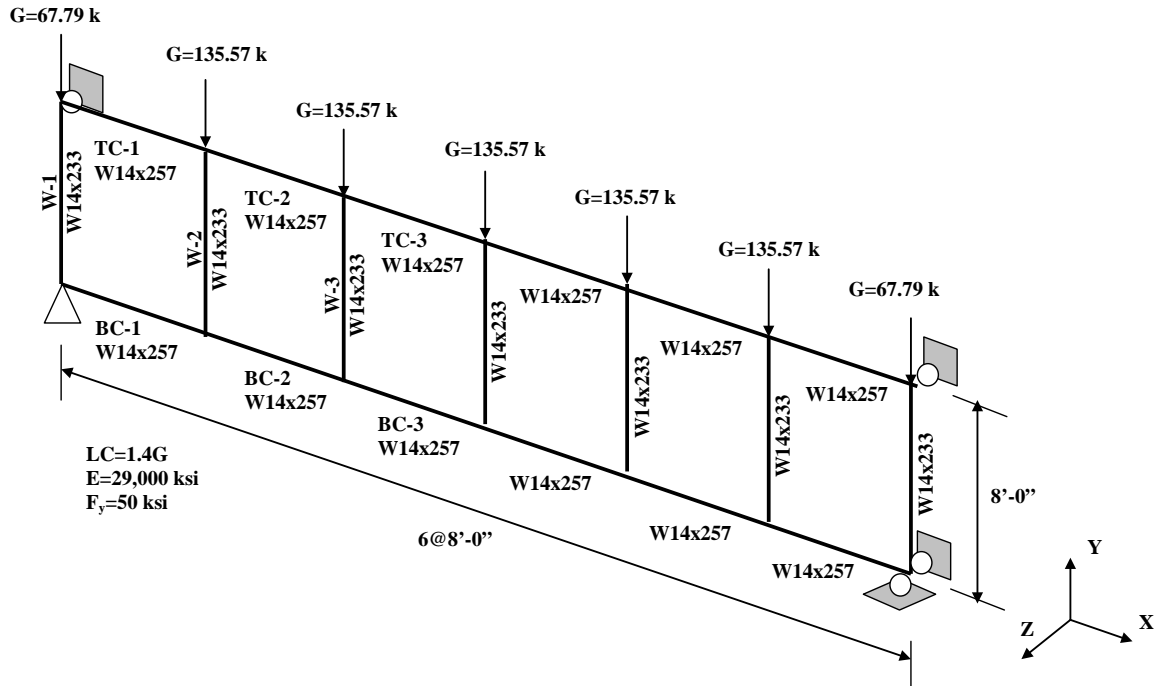 G=67.79 k
G=135.57 k
G=135.57 k
G=135.57 k
G=135.57 k
G=135.57 k
G=67.79 k
W-1
W14x233
TC-1
W14x257
W-2
W14x233
TC-2
W14x257
W-3
W14x233
TC-3
W14x257
W14x233
W14x257
W14x233
W14x257
W14x233
W14x257
W14x233
BC-1
W14x257
BC-2
W14x257
BC-3
W14x257
W14x257
W14x257
W14x257
LC=1.4G
E=29,000 ksi
Fy=50 ksi
6@8'-0”
8'-0”
Y
X
Z